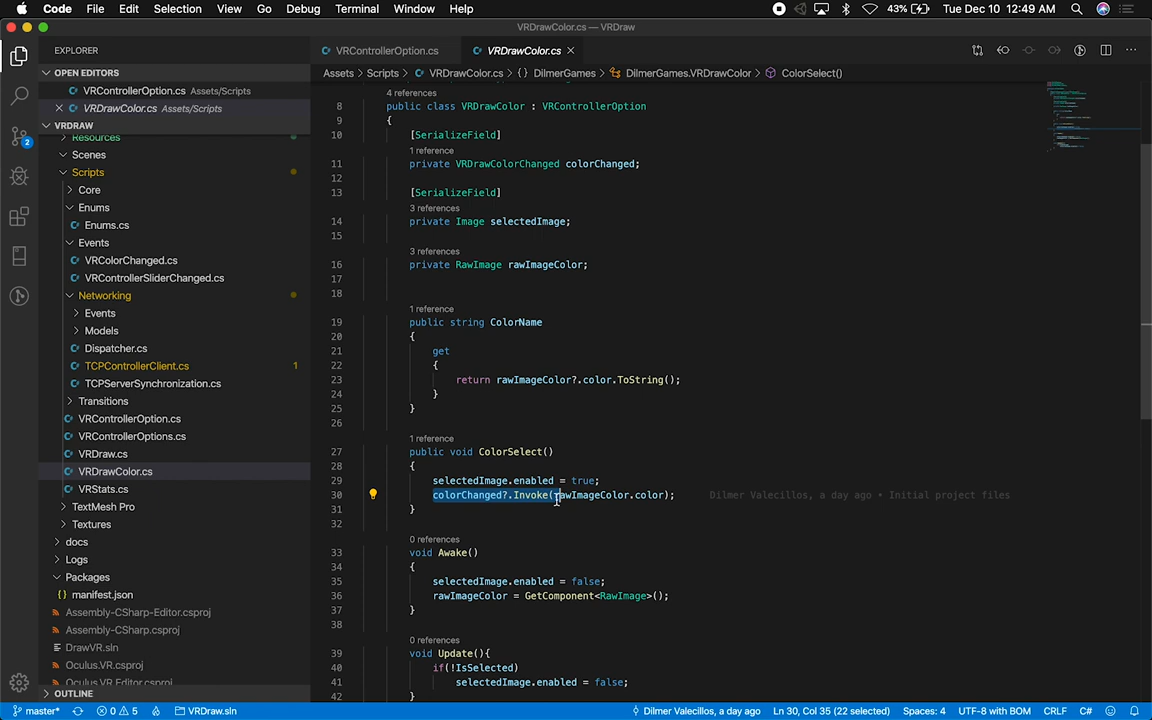 Code File Edit Selection View Go Debug Terminal Window Help 43% Tue Dec 10 12:49 AM
VRDrawColor.cs — VRDraw
EXPLORER
VRControllerOption.cs
VRDrawColor.cs
OPEN EDITORS
VRControllerOption.cs Assets/Scripts
VRDrawColor.cs Assets/Scripts
VRDRAW
Resources
Scenes
Scripts
Core
Enums
Enums.cs
Events
VRColorChanged.cs
VRControllerSliderChanged.cs
Networking
Events
Models
Dispatcher.cs
TCPControllerClient.cs 1
TCPServerSynchronization.cs
Transitions
VRControllerOption.cs
VRControllerOptions.cs
VRDraw.cs
VRDrawColor.cs
VRStats.cs
TextMesh Pro
Textures
docs
Logs
Packages
{} manifest.json
Assembly-CSharp-Editor.csproj
Assembly-CSharp.csproj
DrawVR.sln
Oculus.VR.csproj
Oculus.VR.Editor.csproj
OUTLINE
2
Assets > Scripts > VRDrawColor.cs > {} DilmerGames > DilmerGames.VRDrawColor > ColorSelect()
4 references
8 public class VRDrawColor : VRControllerOption
9 {
10 [SerializeField]
1 reference
11 private VRDrawColorChanged colorChanged;
12
13 [SerializeField]
3 references
14 private Image selectedImage;
15
3 references
16 private RawImage rawImageColor;
17
18
1 reference
19 public string ColorName
20 {
21 get
22 {
23 return rawImageColor?.color.ToString();
24 }
25 }
26
1 reference
27 public void ColorSelect()
28 {
29 selectedImage.enabled = true;
30 colorChanged?.Invoke(rawImageColor.color); Dilmer Valecillos, a day ago • Initial project files
31 }
32
0 references
33 void Awake()
34 {
35 selectedImage.enabled = false;
36 rawImageColor = GetComponent<RawImage>();
37 }
38
0 references
39 void Update(){
40 if(!IsSelected)
41 selectedImage.enabled = false;
42 }
master* 0 5 VRDraw.sln Dilmer Valecillos, a day ago Ln 30, Col 35 (22 selected) Spaces: 4 UTF-8 with BOM CRLF C#